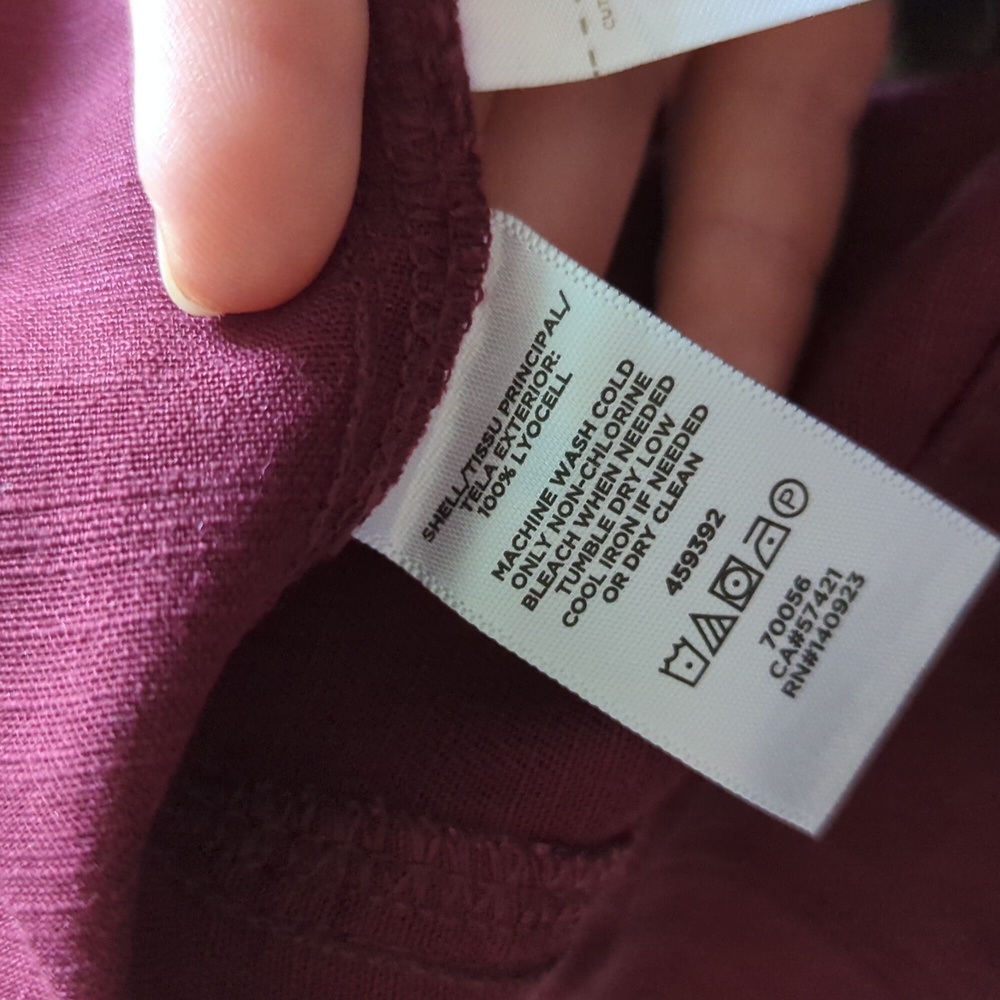 CUT
SHELL/TISSU PRINCIPAL/
TELA EXTERIOR:
100% LYOCELL
MACHINE WASH COLD
ONLY NON-CHLORINE
BLEACH WHEN NEEDED
TUMBLE DRY LOW
COOL IRON IF NEEDED
OR DRY CLEAN
459392
P
70056
CA#57421
RN#140923